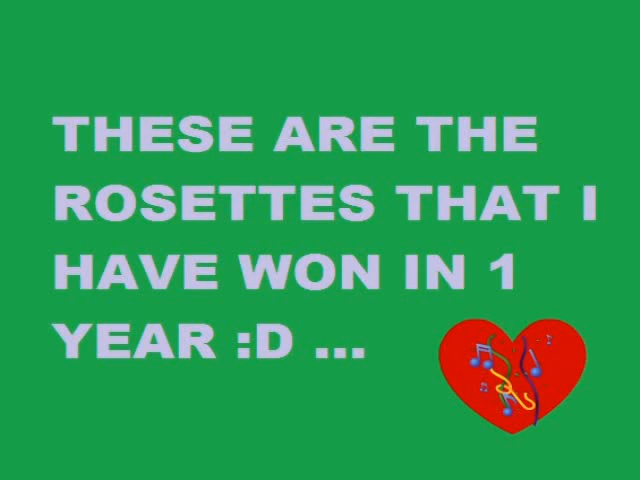 THESE ARE THE
ROSETTES THAT I
HAVE WON IN 1
YEAR :D ...